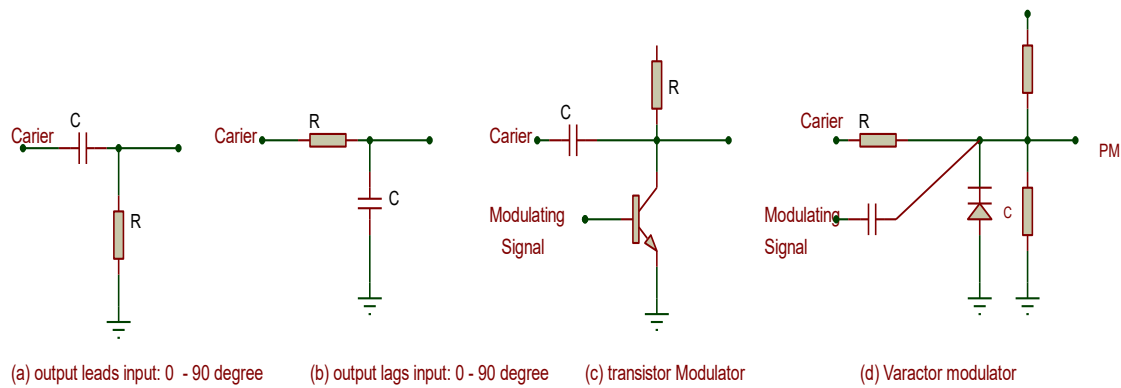 Carier
C
R
Carier
R
C
Carier
C
R
Modulating
Signal
Carier
R
Modulating
Signal
C
PM
(a) output leads input: 0 - 90 degree
(b) output lags input: 0 - 90 degree
(c) transistor Modulator
(d) Varactor modulator